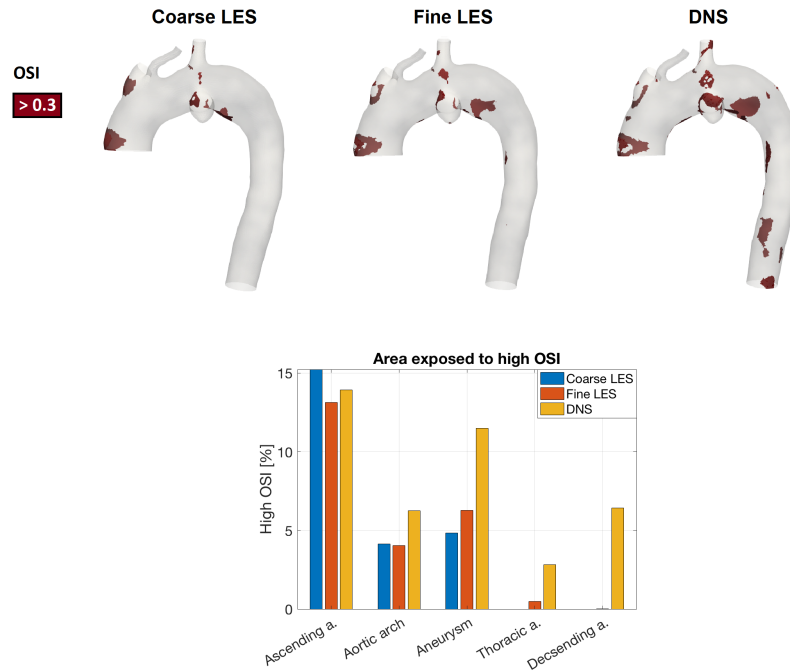 Coarse LES
Fine LES
DNS
OSI
> 0.3
Area exposed to high OSI
15
10
5
0
High OSI [%]
Coarse LES
Fine LES
DNS
Ascending a.
Aortic arch
Aneurysm
Thoracic a.
Decsending a.